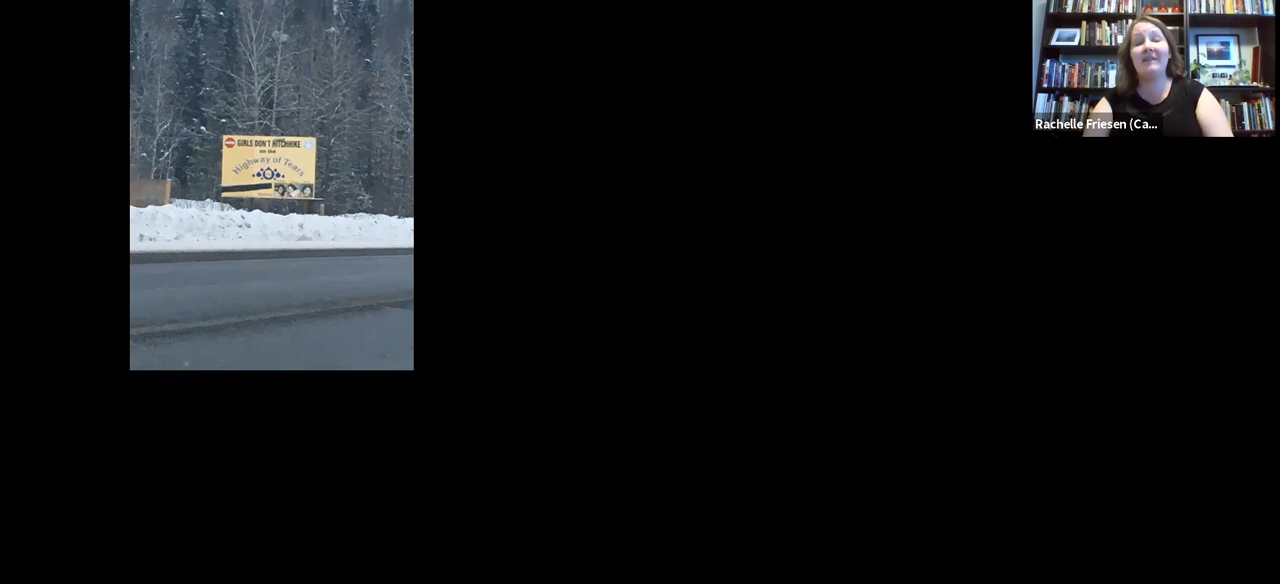 GIRLS DON'T HITCHHIKE
on the
Highway of Tears
Rachelle Friesen (Ca...